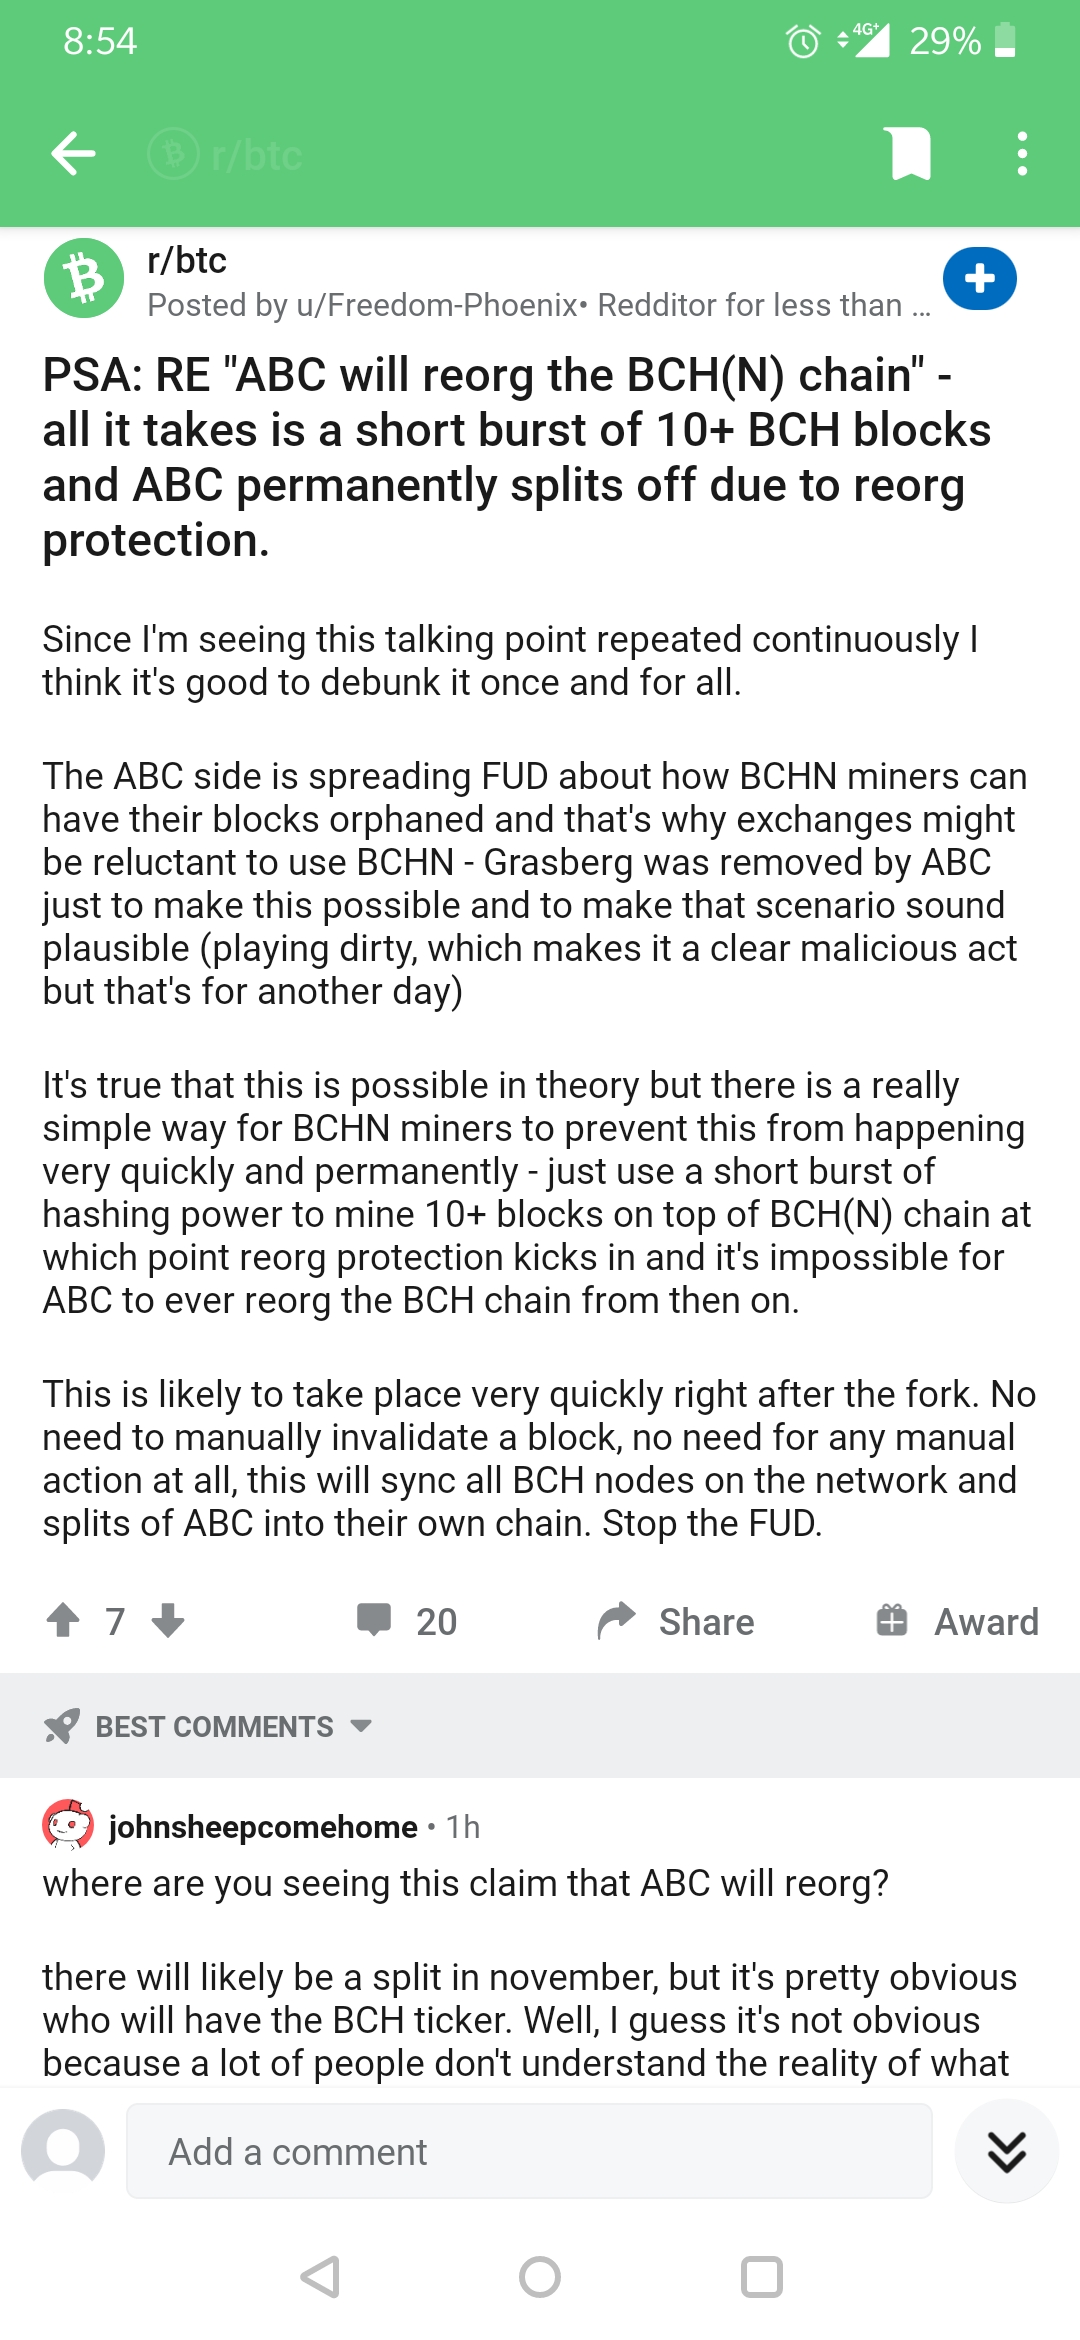 8:54
4G+
29%
r/btc
r/btc
Posted by u/Freedom-Phoenix• Redditor for less than ...
PSA: RE "ABC will reorg the BCH(N) chain" -
all it takes is a short burst of 10+ BCH blocks
and ABC permanently splits off due to reorg
protection.
Since I'm seeing this talking point repeated continuously I
think it's good to debunk it once and for all.
The ABC side is spreading FUD about how BCHN miners can
have their blocks orphaned and that's why exchanges might
be reluctant to use BCHN - Grasberg was removed by ABC
just to make this possible and to make that scenario sound
plausible (playing dirty, which makes it a clear malicious act
but that's for another day)
It's true that this is possible in theory but there is a really
simple way for BCHN miners to prevent this from happening
very quickly and permanently - just use a short burst of
hashing power to mine 10+ blocks on top of BCH(N) chain at
which point reorg protection kicks in and it's impossible for
ABC to ever reorg the BCH chain from then on.
This is likely to take place very quickly right after the fork. No
need to manually invalidate a block, no need for any manual
action at all, this will sync all BCH nodes on the network and
splits of ABC into their own chain. Stop the FUD.
7
20
Share
Award
BEST COMMENTS
johnsheepcomehome • 1h
where are you seeing this claim that ABC will reorg?
there will likely be a split in november, but it's pretty obvious
who will have the BCH ticker. Well, I guess it's not obvious
because a lot of people don't understand the reality of what
Add a comment